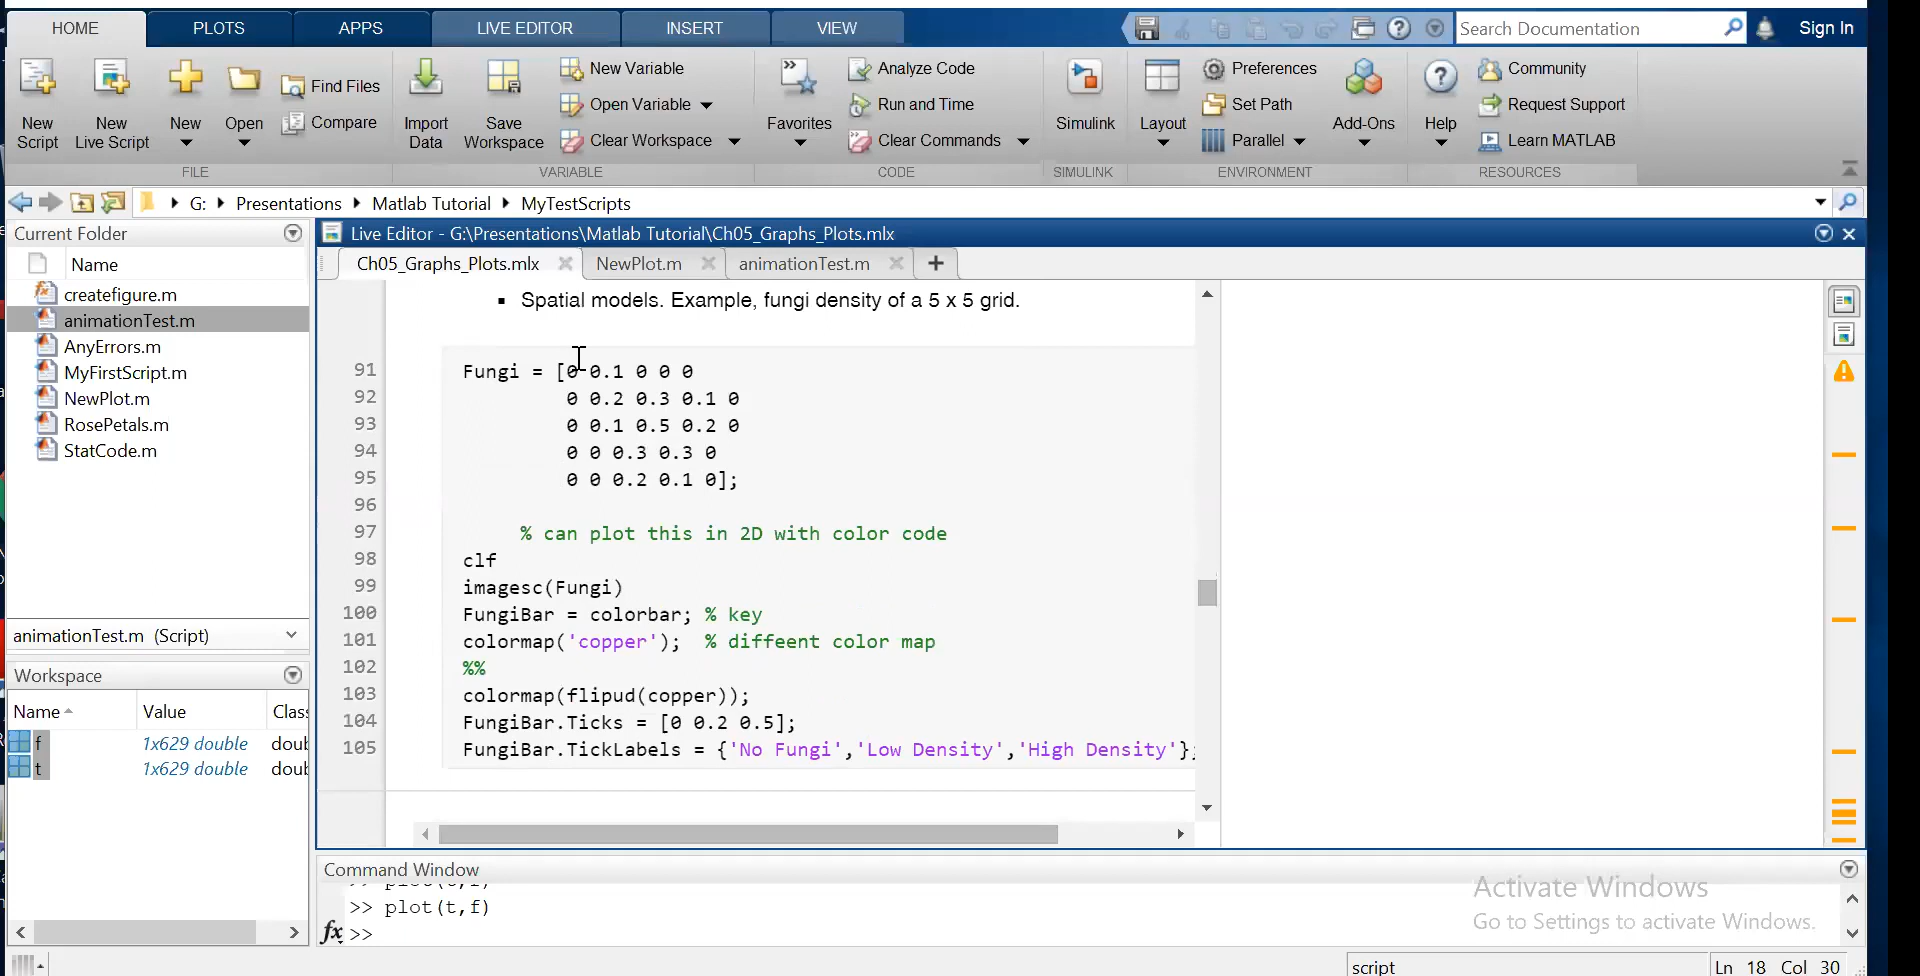 HOME PLOTS APPS LIVE EDITOR INSERT VIEW Search Documentation Sign In
New Script New Live Script New Open Find Files Compare Import Data Save Workspace New Variable Open Variable Clear Workspace Favorites Analyze Code Run and Time Clear Commands Simulink Layout Preferences Set Path Parallel Add-Ons Help Community Request Support Learn MATLAB
FILE VARIABLE CODE SIMULINK ENVIRONMENT RESOURCES
G: Presentations Matlab Tutorial MyTestScripts
Current Folder
Name
createfigure.m
animationTest.m
AnyErrors.m
MyFirstScript.m
NewPlot.m
RosePetals.m
StatCode.m
animationTest.m (Script)
Workspace
Name Value Clas
f 1x629 double doub
t 1x629 double doub
Live Editor - G:\Presentations\Matlab Tutorial\Ch05_Graphs_Plots.mlx
Ch05_Graphs_Plots.mlx NewPlot.m animationTest.m +
▪ Spatial models. Example, fungi density of a 5 x 5 grid.
91 Fungi = [0 0.1 0 0 0
92 0 0.2 0.3 0.1 0
93 0 0.1 0.5 0.2 0
94 0 0 0.3 0.3 0
95 0 0 0.2 0.1 0];
96
97 % can plot this in 2D with color code
98 clf
99 imagesc(Fungi)
100 FungiBar = colorbar; % key
101 colormap('copper'); % diffeent color map
102 %%
103 colormap(flipud(copper));
104 FungiBar.Ticks = [0 0.2 0.5];
105 FungiBar.TickLabels = {'No Fungi','Low Density','High Density'};
Command Window
>> plot(t,f)
>> plot(t,f)
fx >>
Activate Windows
Go to Settings to activate Windows.
script Ln 18 Col 30